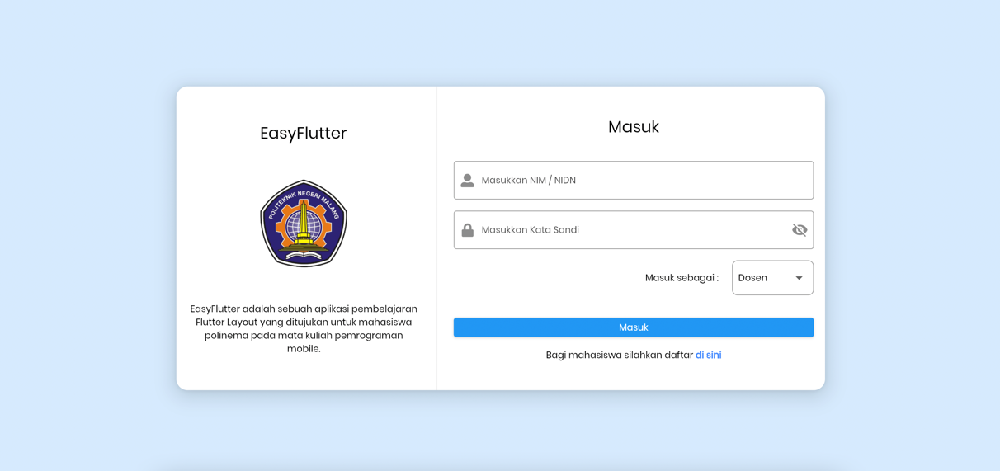 EasyFlutter
POLITEKNIK NEGERI MALANG
EasyFlutter adalah sebuah aplikasi pembelajaran
Flutter Layout yang ditujukan untuk mahasiswa
polinema pada mata kuliah pemrograman
mobile.
Masuk
Masukkan NIM / NIDN
Masukkan Kata Sandi
Masuk sebagai :
Dosen
Masuk
Bagi mahasiswa silahkan daftar di sini